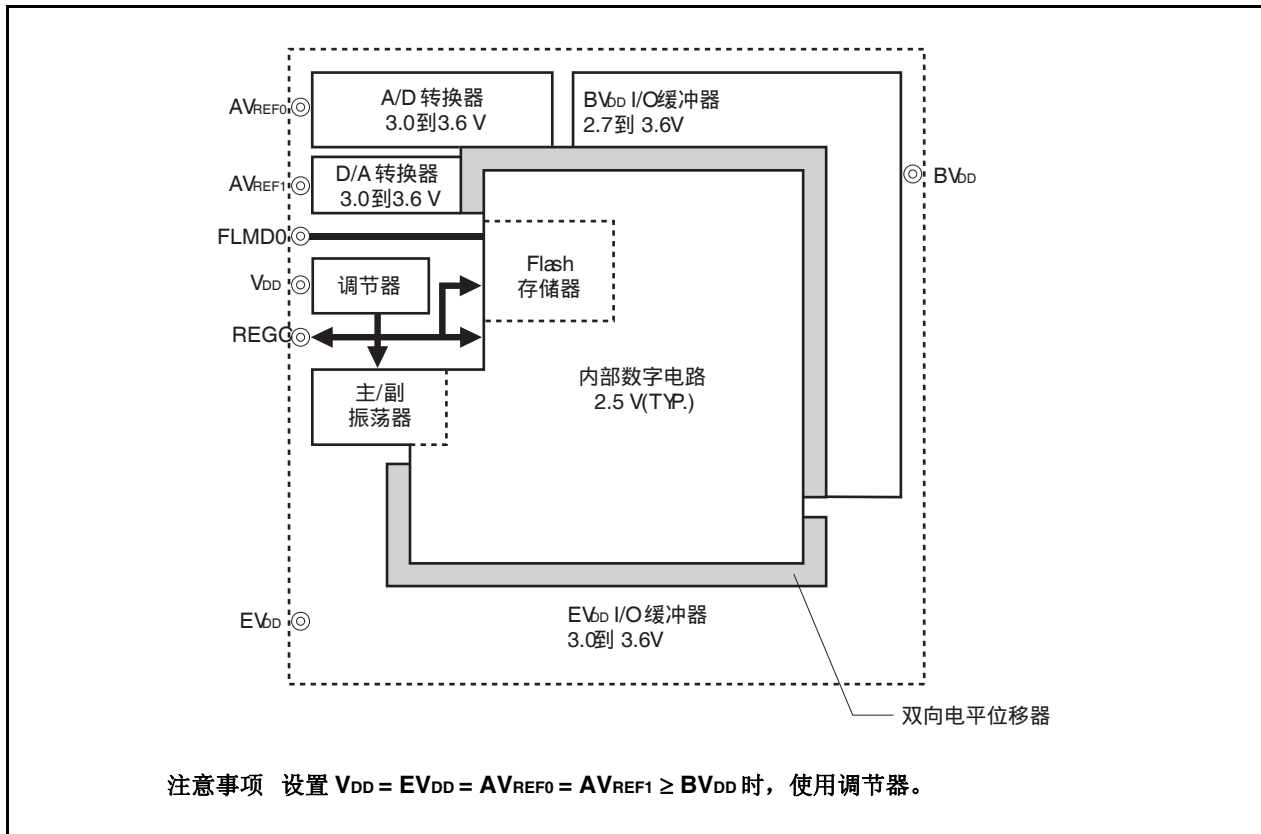 AVREF0
A/D 转换器
3.0到3.6 V
BVDD I/O缓冲器
2.7到 3.6V
AVREF1
D/A 转换器
3.0到3.6 V
BVDD
FLMD0
Flash
存储器
VDD
调节器
REGC
主/副
振荡器
内部数字电路
2.5 V(TYP.)
EVDD
EVDD I/O缓冲器
3.0到 3.6V
双向电平位移器
注意事项 设置 VDD = EVDD = AVREF0 = AVREF1 ≥ BVDD 时，使用调节器。